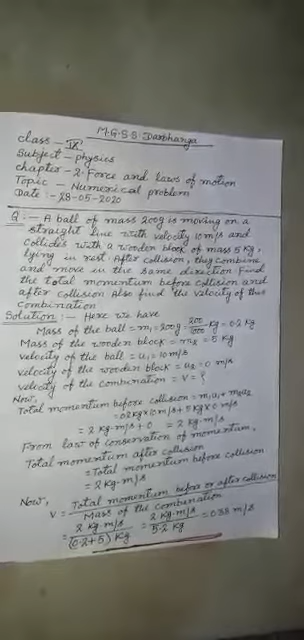 M.G.S.S. Darbhanga
Class - IX
Subject - physics
chapter - 2. Force and laws of motion
Topic - Numerical problem
Date :- 28-05-2020
Q :- A ball of mass 200g is moving on a
straight line with velocity 10 m/s and
collides with a wooden block of mass 5 kg,
lying in rest. After collision, they combine
and move in the same direction. Find
the total momentum before collision and
after collision. Also find the velocity of this
combination.
Solution :- Here we have
Mass of the ball = m₁ = 200g = 200/1000 kg = 0.2 kg
Mass of the wooden block = m₂ = 5 kg
velocity of the ball = u₁ = 10 m/s
velocity of the wooden block = u₂ = 0 m/s
velocity of the combination = v = ?
Now,
Total momentum before collision = m₁u₁ + m₂u₂
= 0.2 kg x 10 m/s + 5 kg x 0 m/s
= 2 kg-m/s + 0 = 2 kg-m/s
From law of conservation of momentum,
Total momentum after collision
= Total momentum before collision
= 2 kg-m/s
Now,
v = Total momentum before or after collision / Mass of the combination
= 2 kg-m/s / (0.2+5) kg = 2 kg-m/s / 5.2 kg = 0.38 m/s